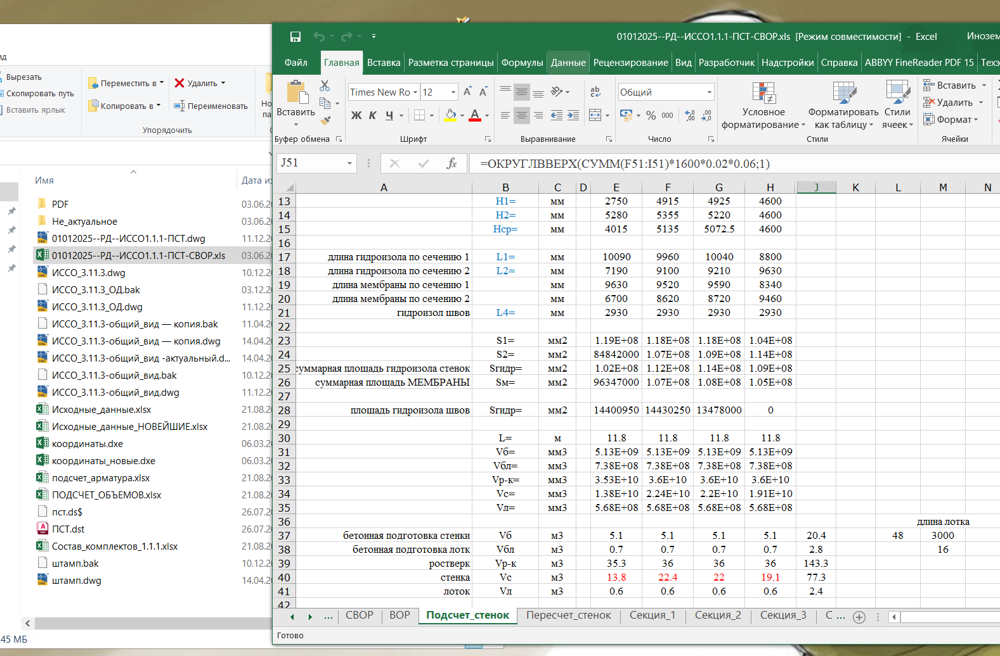 01012025--РД--ИССО1.1.1-ПСТ-СВОР.xls [Режим совместимости] - Excel
Инозем
Файл Главная Вставка Разметка страницы Формулы Данные Рецензирование Вид Разработчик Надстройки Справка ABBYY FineReader PDF 15 Техэ
ид
Вырезать
Скопировать путь
Вставить ярлык
Переместить в
Копировать в
Удалить
Переименовать
Упорядочить
Но
па
С
Вставить
Буфер обмена
Times New Ro 12
Ж К Ч
А А
А
Шрифт
ab
Выравнивание
Общий
% 000
Число
Условное
форматирование
Форматировать
как таблицу
Стили
ячеек
Стили
Вставить
Удалить
Формат
Ячейки
J51
fx
=ОКРУГЛВВЕРХ(СУММ(F51:I51)*1600*0.02*0.06;1)
Имя
Дата из
PDF 03.06.20
Не_актуальное 03.06.20
01012025--РД--ИССО1.1.1-ПСТ.dwg 11.12.20
01012025--РД--ИССО1.1.1-ПСТ-СВОР.xls 03.06.20
ИССО_3.11.3.dwg 10.12.20
ИССО_3.11.3_ОД.bak 03.12.20
ИССО_3.11.3_ОД.dwg 11.12.20
ИССО_3.11.3-общий_вид — копия.bak 11.04.20
ИССО_3.11.3-общий_вид — копия.dwg 14.04.20
ИССО_3.11.3-общий_вид -актуальный.d... 14.04.20
ИССО_3.11.3-общий_вид.bak 10.12.20
ИССО_3.11.3-общий_вид.dwg 11.12.20
Исходные_данные.xlsx 21.08.20
Исходные_данные_НОВЕЙШИЕ.xlsx 21.08.20
координаты.dxe 06.03.20
координаты_новые.dxe 06.03.20
подсчет_арматура.xlsx 21.08.20
ПОДСЧЕТ_ОБЪЕМОВ.xlsx 21.08.20
пст.ds$ 26.07.20
ПСТ.dst 26.07.20
Состав_комплектов_1.1.1.xlsx 21.08.20
штамп.bak 10.12.20
штамп.dwg 14.04.20
45 МБ
A B C D E F G H J K L M N
13 H1= мм 2750 4915 4925 4600
14 H2= мм 5280 5355 5220 4600
15 Hср= мм 4015 5135 5072.5 4600
16
17 длина гидроизола по сечению 1 L1= мм 10090 9960 10040 8800
18 длина гидроизола по сечению 2 L2= мм 7190 9100 9210 9630
19 длина мембраны по сечению 1 мм 9630 9520 9590 8340
20 длина мембраны по сечению 2 мм 6700 8620 8720 9460
21 гидроизол швов L4= мм 2930 2930 2930 2930
22
23 S1= мм2 1.19E+08 1.18E+08 1.18E+08 1.04E+08
24 S2= мм2 84842000 1.07E+08 1.09E+08 1.14E+08
25 суммарная площадь гидроизола стенок Sгидр= мм2 1.02E+08 1.12E+08 1.14E+08 1.09E+08
26 суммарная площадь МЕМБРАНЫ Sм= мм2 96347000 1.07E+08 1.08E+08 1.05E+08
27
28 площадь гидроизола швов Sгидр= мм2 14400950 14430250 13478000 0
29
30 L= м 11.8 11.8 11.8 11.8
31 Vб= мм3 5.13E+09 5.13E+09 5.13E+09 5.13E+09
32 Vбл= мм3 7.38E+08 7.38E+08 7.38E+08 7.38E+08
33 Vр-к= мм3 3.53E+10 3.6E+10 3.6E+10 3.6E+10
34 Vс= мм3 1.38E+10 2.24E+10 2.2E+10 1.91E+10
35 Vл= мм3 5.68E+08 5.68E+08 5.68E+08 5.68E+08
36 длина лотка
37 бетонная подготовка стенки Vб м3 5.1 5.1 5.1 5.1 20.4 48 3000
38 бетонная подготовка лотк Vбл м3 0.7 0.7 0.7 0.7 2.8 16
39 ростверк Vр-к м3 35.3 36 36 36 143.3
40 стенка Vс м3 13.8 22.4 22 19.1 77.3
41 лоток Vл м3 0.6 0.6 0.6 0.6 2.4
42
... СВОР ВОР Подсчет_стенок Пересчет_стенок Секция_1 Секция_2 Секция_3 С ...
Готово